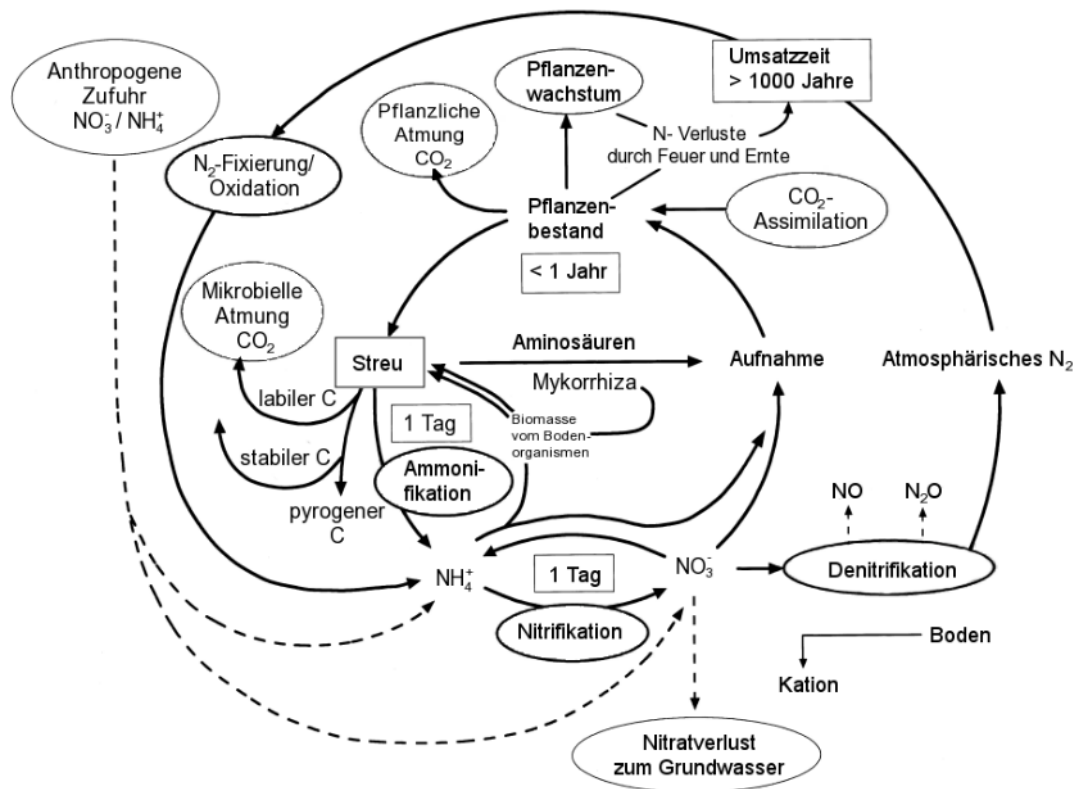 Anthropogene
Zufuhr
NO₃⁻/ NH₄⁺
Pflanzen-
wachstum
Umsatzzeit
> 1000 Jahre
Pflanzliche
Atmung
CO₂
N- Verluste
durch Feuer und Ernte
N₂-Fixierung/
Oxidation
CO₂-
Assimilation
Pflanzen-
bestand
< 1 Jahr
Mikrobielle
Atmung
CO₂
Streu
Aminosäuren
Mykorrhiza
Aufnahme
Atmosphärisches N₂
labiler C
1 Tag
Biomasse
vom Boden-
organismen
stabiler C
Ammoni-
fikation
pyrogener
C
NO
N₂O
NH₄⁺
1 Tag
NO₃⁻
Denitrifikation
Nitrifikation
Boden
Kation
Nitratverlust
zum Grundwasser